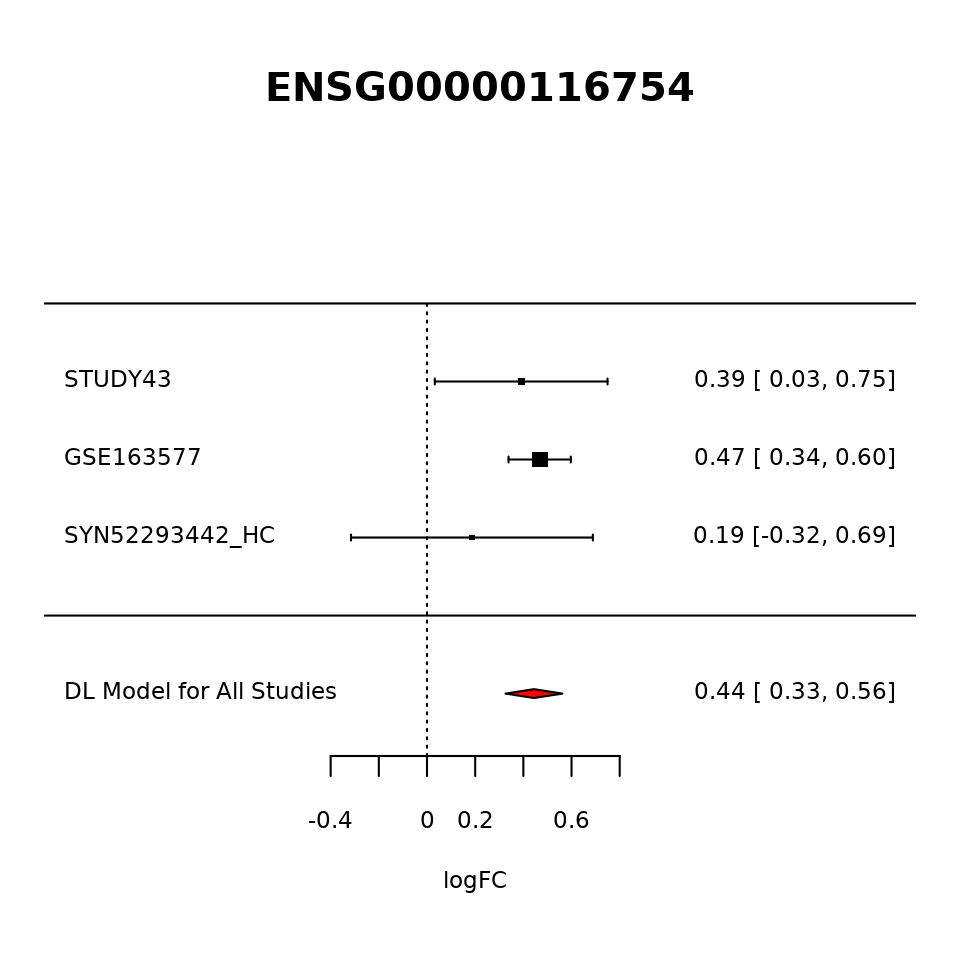 ENSG00000116754
STUDY43 0.39 [ 0.03, 0.75]
GSE163577 0.47 [ 0.34, 0.60]
SYN52293442_HC 0.19 [-0.32, 0.69]
DL Model for All Studies 0.44 [ 0.33, 0.56]
-0.4 0 0.2 0.6
logFC